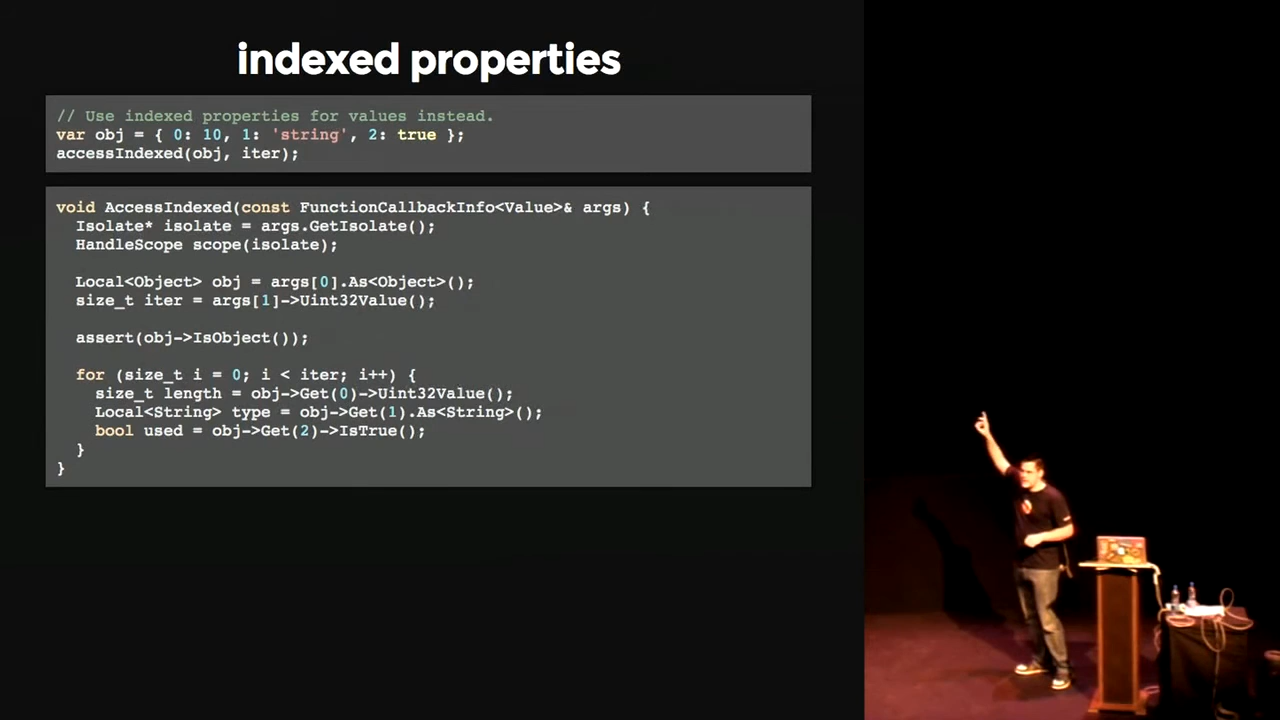 indexed properties
// Use indexed properties for values instead.
var obj = { 0: 10, 1: 'string', 2: true };
accessIndexed(obj, iter);
void AccessIndexed(const FunctionCallbackInfo<Value>& args) {
  Isolate* isolate = args.GetIsolate();
  HandleScope scope(isolate);
  Local<Object> obj = args[0].As<Object>();
  size_t iter = args[1]->Uint32Value();
  assert(obj->IsObject());
  for (size_t i = 0; i < iter; i++) {
    size_t length = obj->Get(0)->Uint32Value();
    Local<String> type = obj->Get(1).As<String>();
    bool used = obj->Get(2)->IsTrue();
  }
}